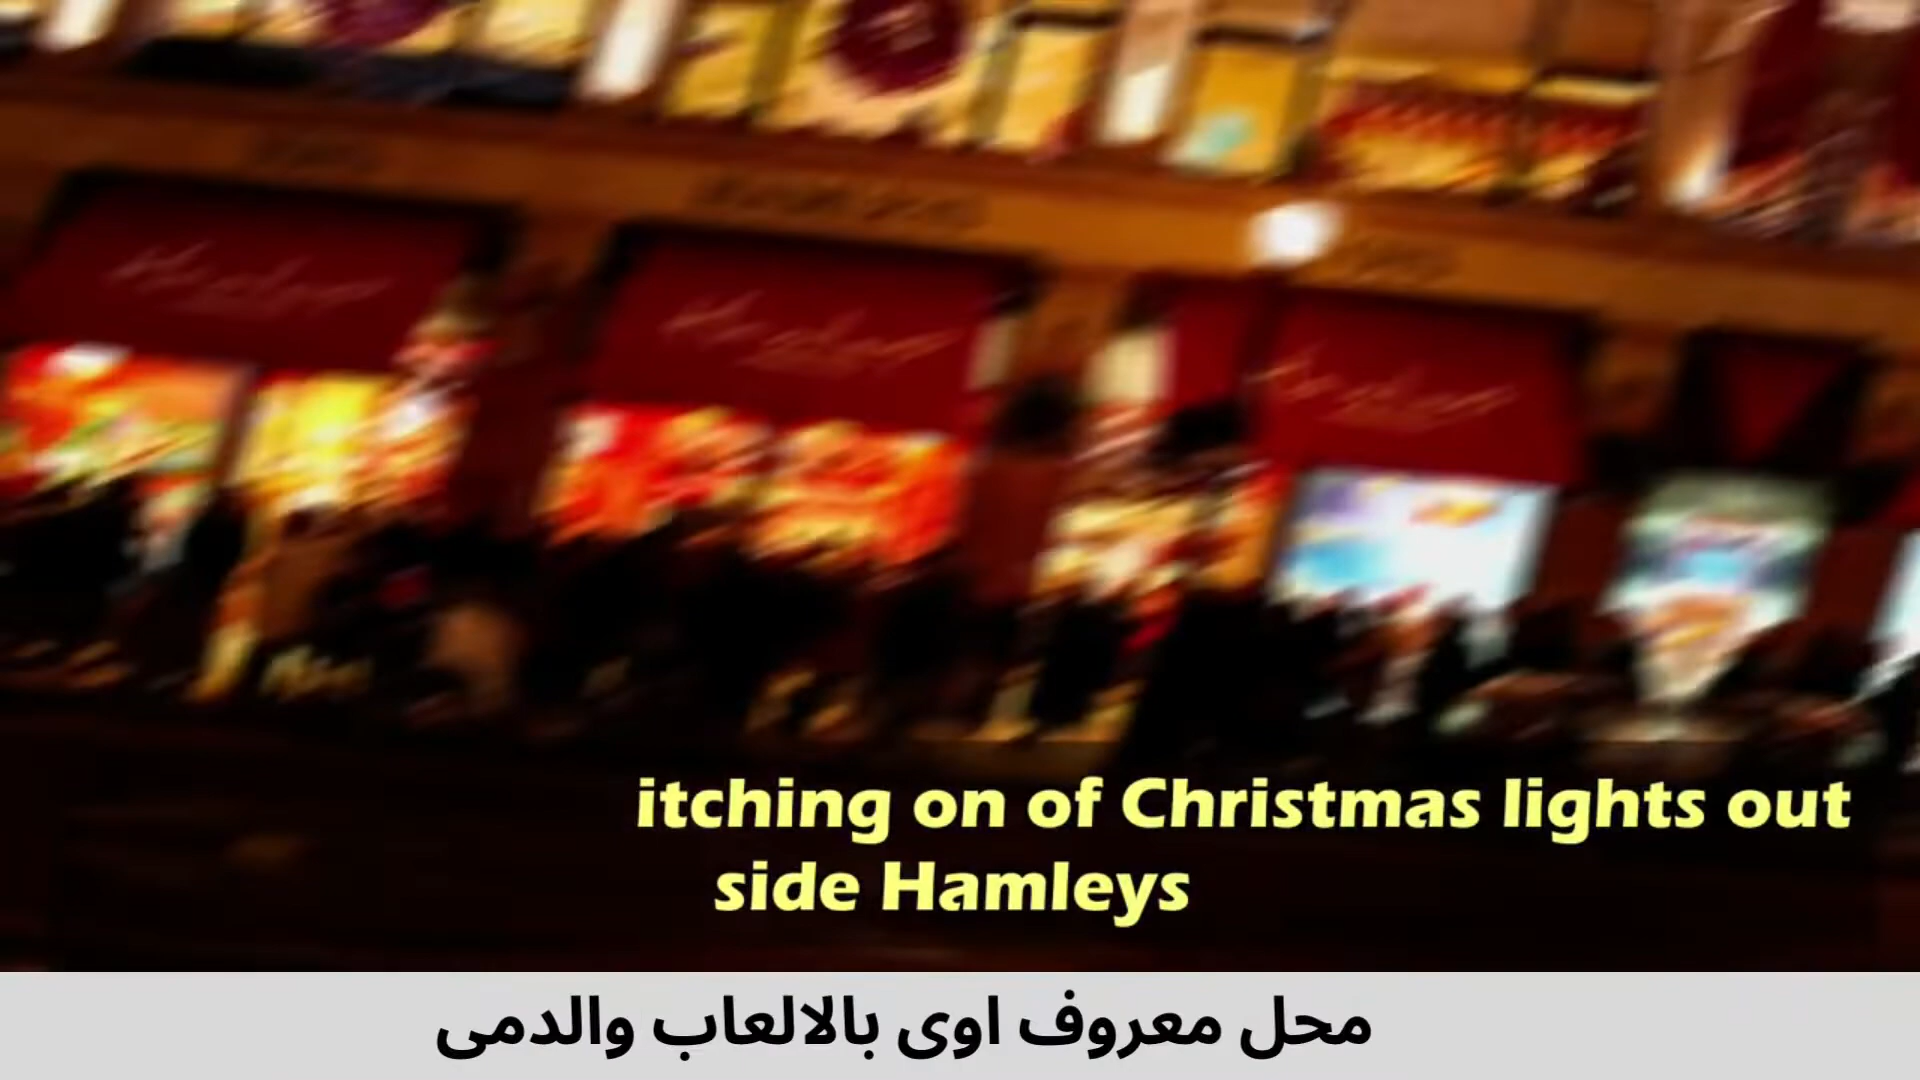 itching on of Christmas lights out
side Hamleys
محل معروف اوى بالالعاب والدمى